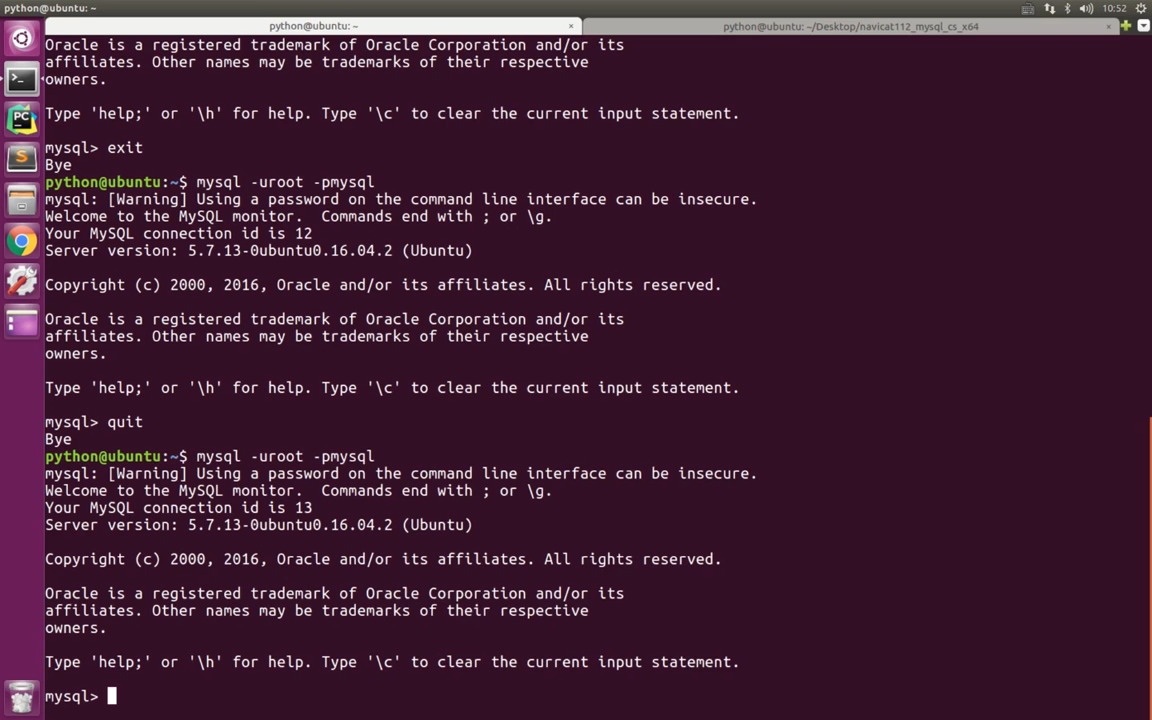 python@ubuntu: ~
10:52
python@ubuntu: ~ ×
python@ubuntu: ~/Desktop/navicat112_mysql_cs_x64 ×
Oracle is a registered trademark of Oracle Corporation and/or its
affiliates. Other names may be trademarks of their respective
owners.
Type 'help;' or '\h' for help. Type '\c' to clear the current input statement.
mysql> exit
Bye
python@ubuntu:~$ mysql -uroot -pmysql
mysql: [Warning] Using a password on the command line interface can be insecure.
Welcome to the MySQL monitor.  Commands end with ; or \g.
Your MySQL connection id is 12
Server version: 5.7.13-0ubuntu0.16.04.2 (Ubuntu)
Copyright (c) 2000, 2016, Oracle and/or its affiliates. All rights reserved.
Oracle is a registered trademark of Oracle Corporation and/or its
affiliates. Other names may be trademarks of their respective
owners.
Type 'help;' or '\h' for help. Type '\c' to clear the current input statement.
mysql> quit
Bye
python@ubuntu:~$ mysql -uroot -pmysql
mysql: [Warning] Using a password on the command line interface can be insecure.
Welcome to the MySQL monitor.  Commands end with ; or \g.
Your MySQL connection id is 13
Server version: 5.7.13-0ubuntu0.16.04.2 (Ubuntu)
Copyright (c) 2000, 2016, Oracle and/or its affiliates. All rights reserved.
Oracle is a registered trademark of Oracle Corporation and/or its
affiliates. Other names may be trademarks of their respective
owners.
Type 'help;' or '\h' for help. Type '\c' to clear the current input statement.
mysql>
PC
S